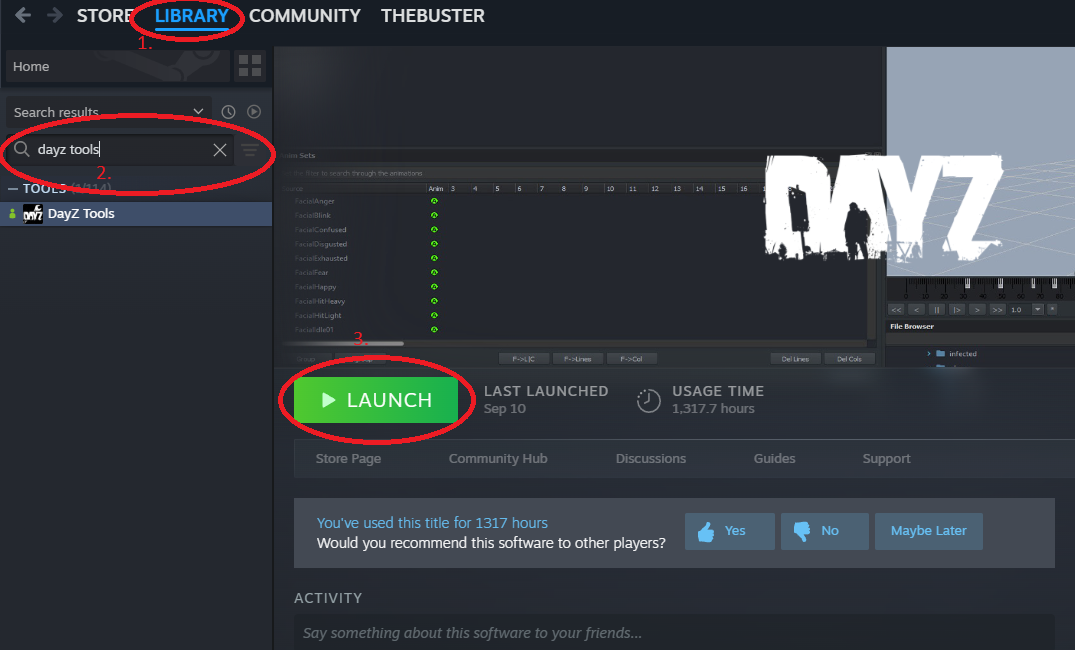 STORE LIBRARY COMMUNITY THEBUSTER
1.
Home
Search results
dayz tools
2.
TOOLS (1/114)
DayZ Tools
Anim 3 4 5 6 7 8 9 10 11 12 13 14 15 16
FacialAnger
FacialBlink
FacialConfused
FacialDisgusted
FacialExhausted
FacialFear
FacialHappy
FacialHitHeavy
FacialHitLight
FacialIdle01
DAYZ
3.
F->L|C F->Lines F->Col Del Lines Del Cols
<< < || |> > >> 1.0
File Browser
infected
LAUNCH
LAST LAUNCHED
Sep 10
USAGE TIME
1,317.7 hours
Store Page Community Hub Discussions Guides Support
You've used this title for 1317 hours
Would you recommend this software to other players?
Yes No Maybe Later
ACTIVITY
Say something about this software to your friends...